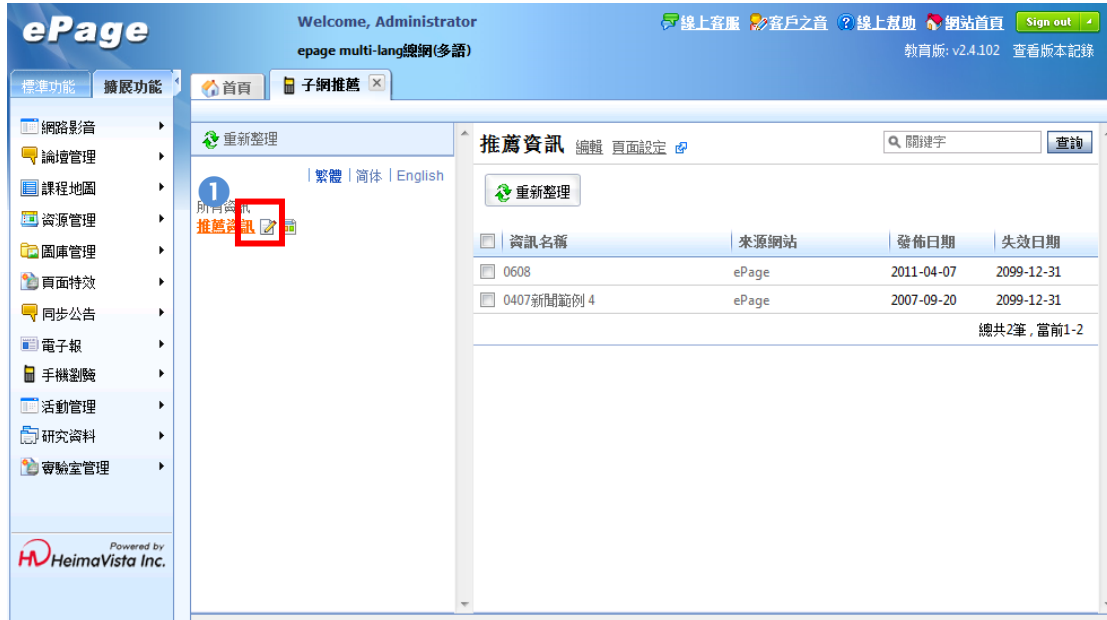 ePage
Welcome, Administrator
epage multi-lang總網(多語)
線上客服 客戶之音 線上幫助 網站首頁 Sign out
教育版: v2.4.102 查看版本記錄
標準功能 擴展功能
首頁 子網推薦
網路影音
論壇管理
課程地圖
資源管理
圖庫管理
頁面特效
同步公告
電子報
手機瀏覽
活動管理
研究資料
實驗室管理
Powered by
HeimaVista Inc.
重新整理
繁體 | 简体 | English
1
所有資訊
推薦資訊
推薦資訊 編輯 頁面設定
關鍵字 查詢
重新整理
資訊名稱 來源網站 發佈日期 失效日期
0608 ePage 2011-04-07 2099-12-31
0407新聞範例 4 ePage 2007-09-20 2099-12-31
總共2筆 , 當前1-2